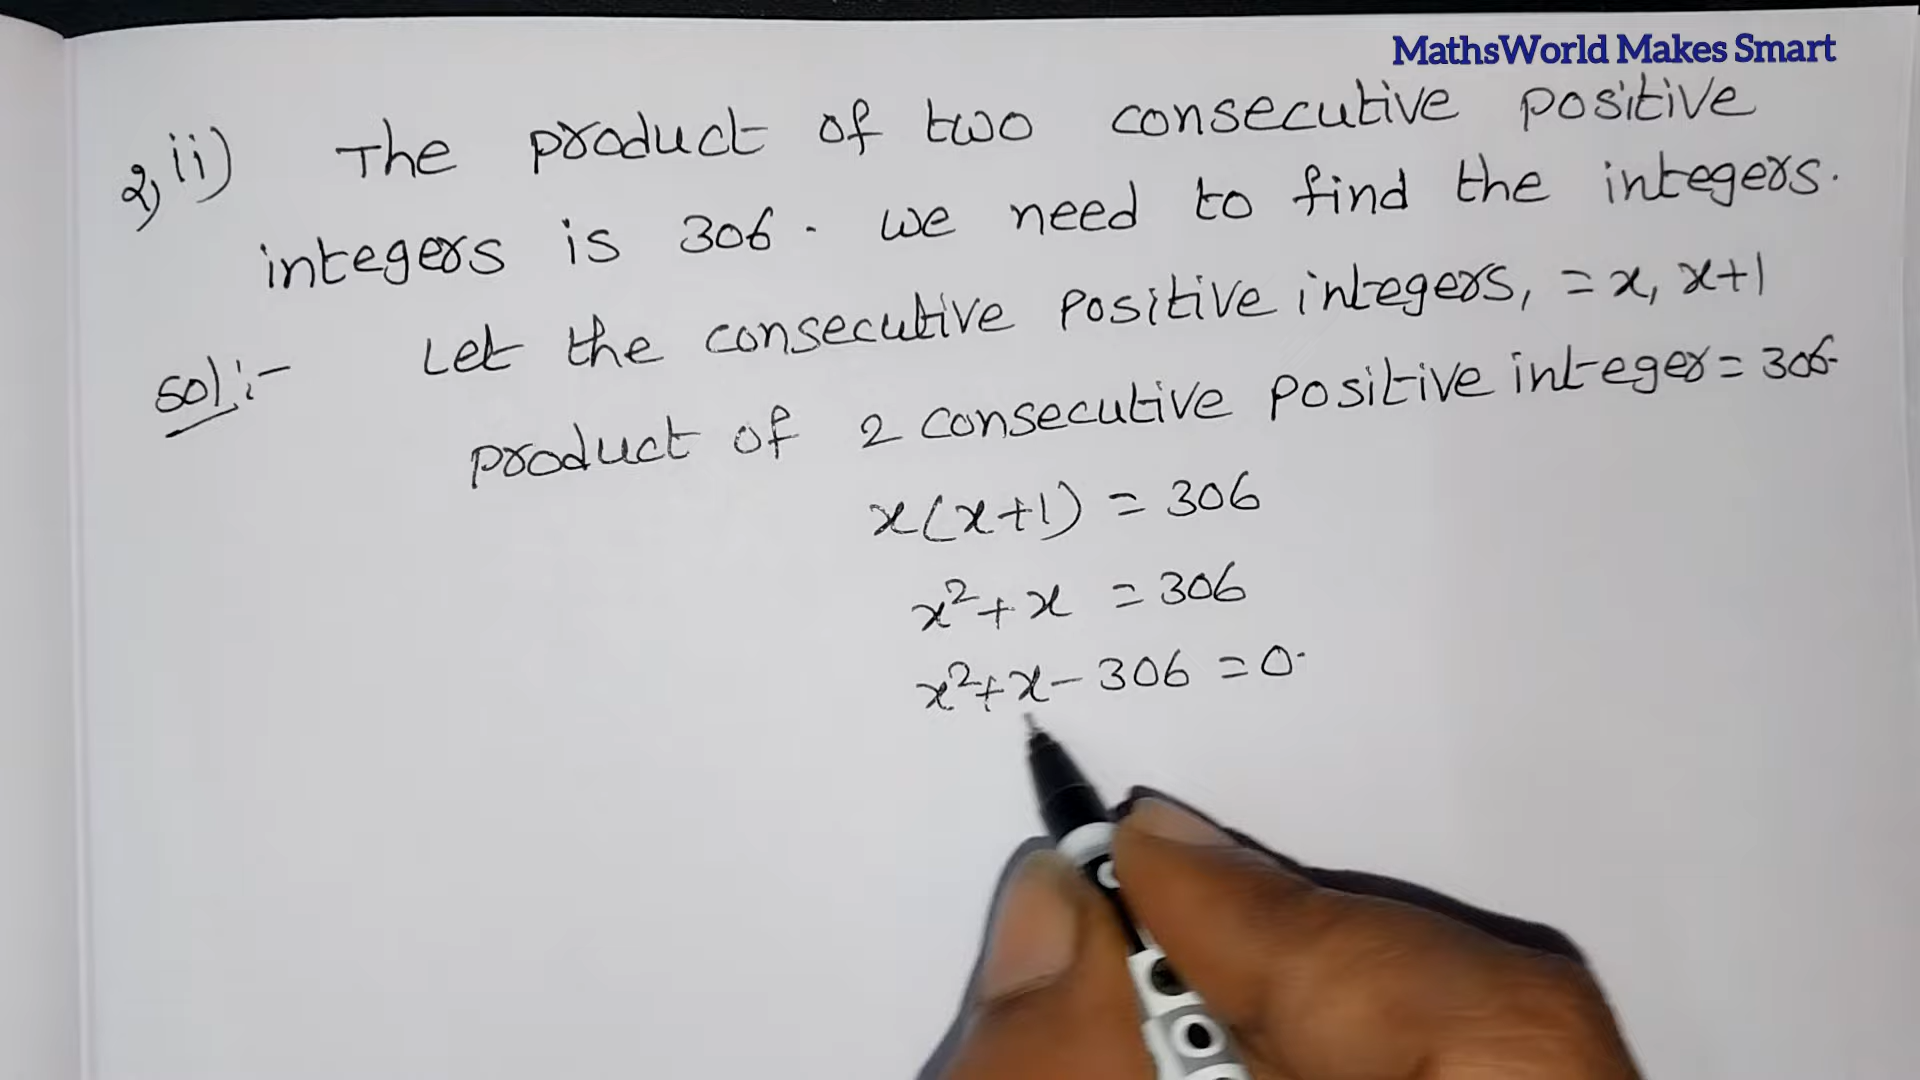 MathsWorld Makes Smart
2, ii) The product of two consecutive positive
integers is 306. we need to find the integers.
Sol:- Let the consecutive positive integers, = x, x+1
product of 2 consecutive positive integer = 306.
x(x+1) = 306
x²+x = 306
x²+x-306 = 0.